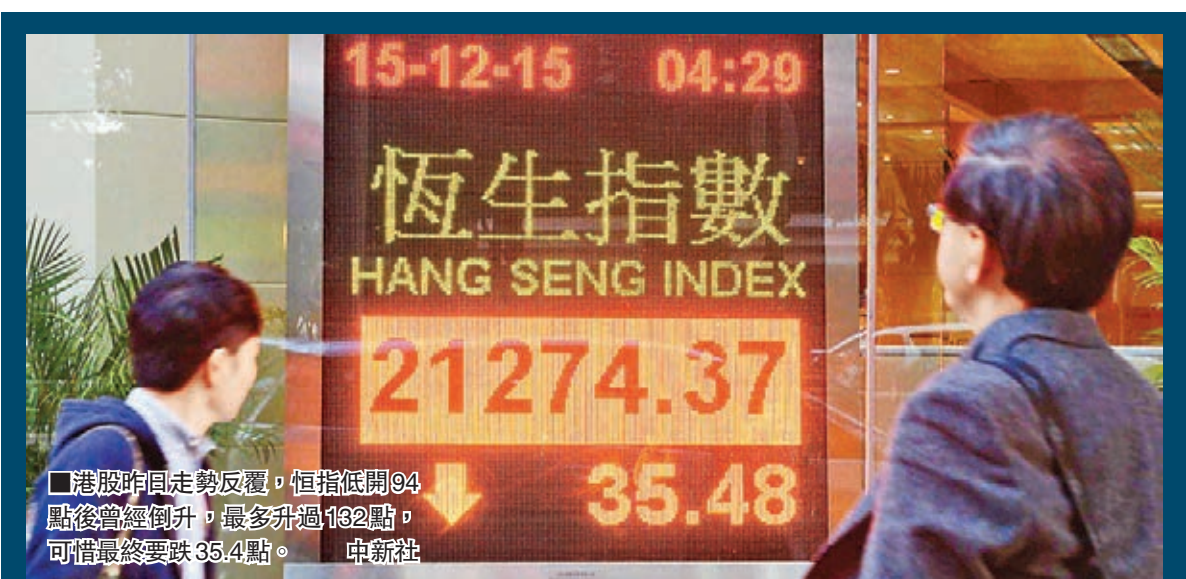 15-12-15 04:29
恆生指數
HANG SENG INDEX
21274.37
35.48
■港股昨日走勢反覆，恒指低開94
點後曾經倒升，最多升過132點，
可惜最終要跌35.4點。 中新社